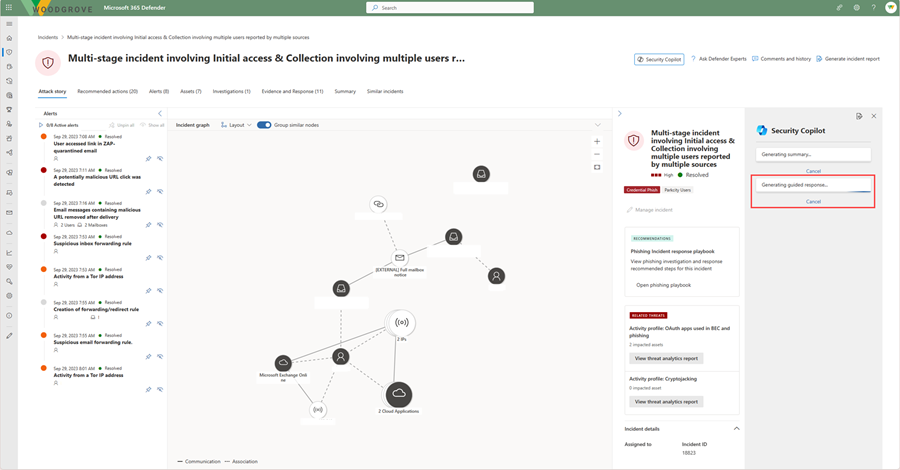 WOODGROVE
Microsoft 365 Defender
Search
Incidents > Multi-stage incident involving Initial access & Collection involving multiple users reported by multiple sources
Multi-stage incident involving Initial access & Collection involving multiple users r...
Security Copilot
Ask Defender Experts
Comments and history
Generate incident report
Attack story
Recommended actions (20)
Alerts (8)
Assets (7)
Investigations (1)
Evidence and Response (11)
Summary
Similar incidents
Alerts
0/8 Active alerts
Unpin all
Show all
Sep 29, 2023 7:08 AM Resolved
User accessed link in ZAP-
quarantined email
Sep 29, 2023 7:11 AM Resolved
A potentially malicious URL click was
detected
Sep 29, 2023 7:18 AM Resolved
Email messages containing malicious
URL removed after delivery
2 Users 2 Mailboxes
Sep 29, 2023 7:53 AM Resolved
Suspicious inbox forwarding rule
Sep 29, 2023 7:53 AM Resolved
Activity from a Tor IP address
Sep 29, 2023 7:55 AM Resolved
Creation of forwarding/redirect rule
1
Sep 29, 2023 7:55 AM Resolved
Suspicious email forwarding rule.
Sep 29, 2023 8:01 AM Resolved
Activity from a Tor IP address
Incident graph
Layout
Group similar nodes
[EXTERNAL] Full mailbox
notice
2 IPs
Microsoft Exchange Onli
ne
2 Cloud Applications
Communication
Association
Multi-stage incident
involving Initial access &
Collection involving
multiple users reported
by multiple sources
High Resolved
Credential Phish
Parkcity Users
Manage incident
RECOMMENDATIONS
Phishing Incident response playbook
View phishing investigation and response
recommended steps for this incident
Open phishing playbook
RELATED THREATS
Activity profile: OAuth apps used in BEC and
phishing
2 impacted assets
View threat analytics report
Activity profile: Cryptojacking
0 impacted asset
View threat analytics report
Incident details
Assigned to
Incident ID
18823
Security Copilot
Generating summary...
Cancel
Generating guided response...
Cancel